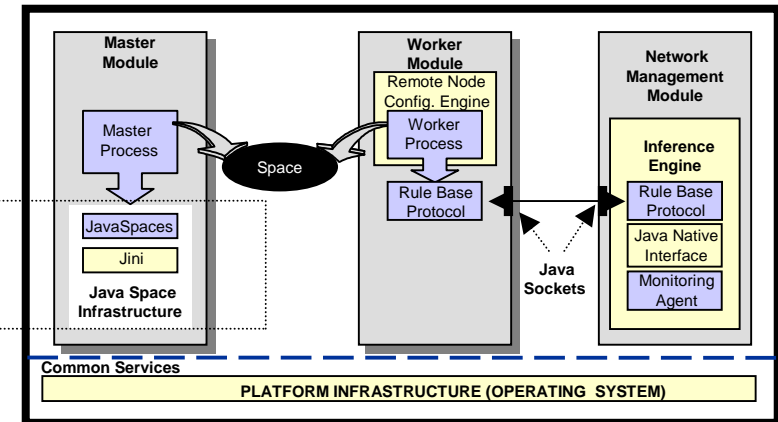 Master
Module
Master
Process
JavaSpaces
Jini
Java Space
Infrastructure
Space
Worker
Module
Remote Node
Config. Engine
Worker
Process
Rule Base
Protocol
Java
Sockets
Network
Management
Module
Inference
Engine
Rule Base
Protocol
Java Native
Interface
Monitoring
Agent
Common Services
PLATFORM INFRASTRUCTURE (OPERATING SYSTEM)